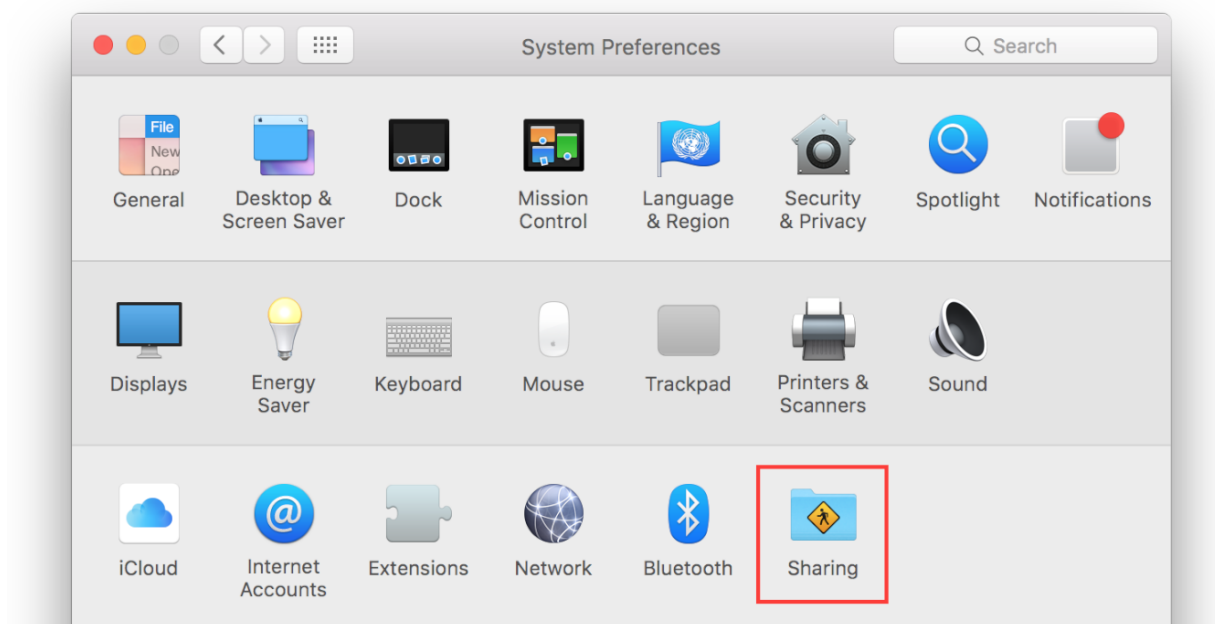 System Preferences
Search
File
New
Ope
General
Desktop &
Screen Saver
Dock
Mission
Control
Language
& Region
Security
& Privacy
Spotlight
Notifications
Displays
Energy
Saver
Keyboard
Mouse
Trackpad
Printers &
Scanners
Sound
iCloud
@
Internet
Accounts
Extensions
Network
Bluetooth
Sharing